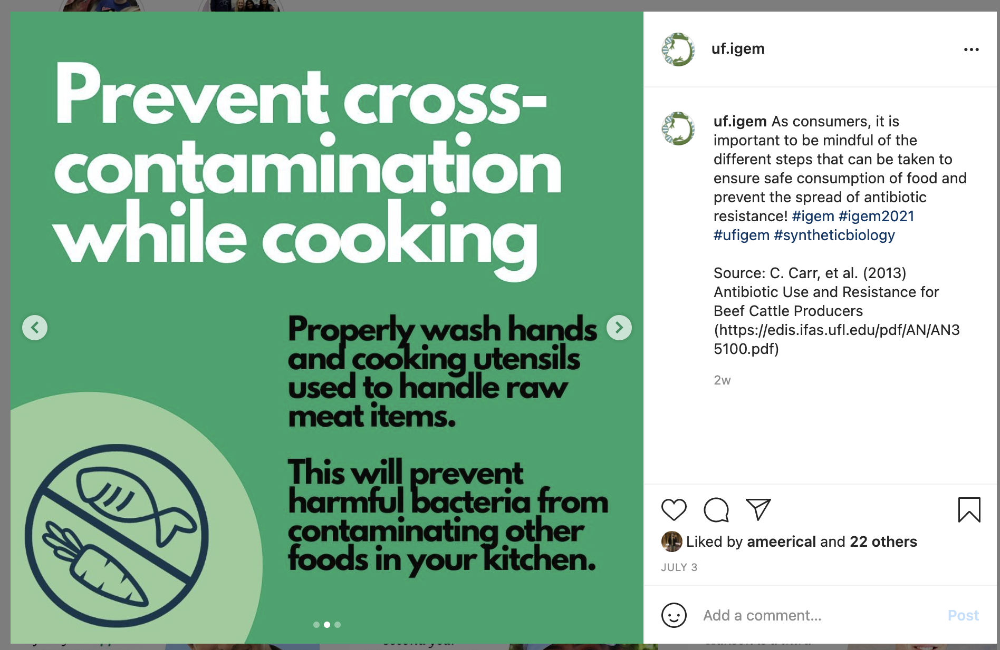 Prevent cross-
contamination
while cooking
Properly wash hands
and cooking utensils
used to handle raw
meat items.
This will prevent
harmful bacteria from
contaminating other
foods in your kitchen.
uf.igem
uf.igem As consumers, it is
important to be mindful of the
different steps that can be taken to
ensure safe consumption of food and
prevent the spread of antibiotic
resistance! #igem #igem2021
#ufigem #syntheticbiology
Source: C. Carr, et al. (2013)
Antibiotic Use and Resistance for
Beef Cattle Producers
(https://edis.ifas.ufl.edu/pdf/AN/AN3
5100.pdf)
2w
Liked by ameerical and 22 others
JULY 3
Add a comment...
Post